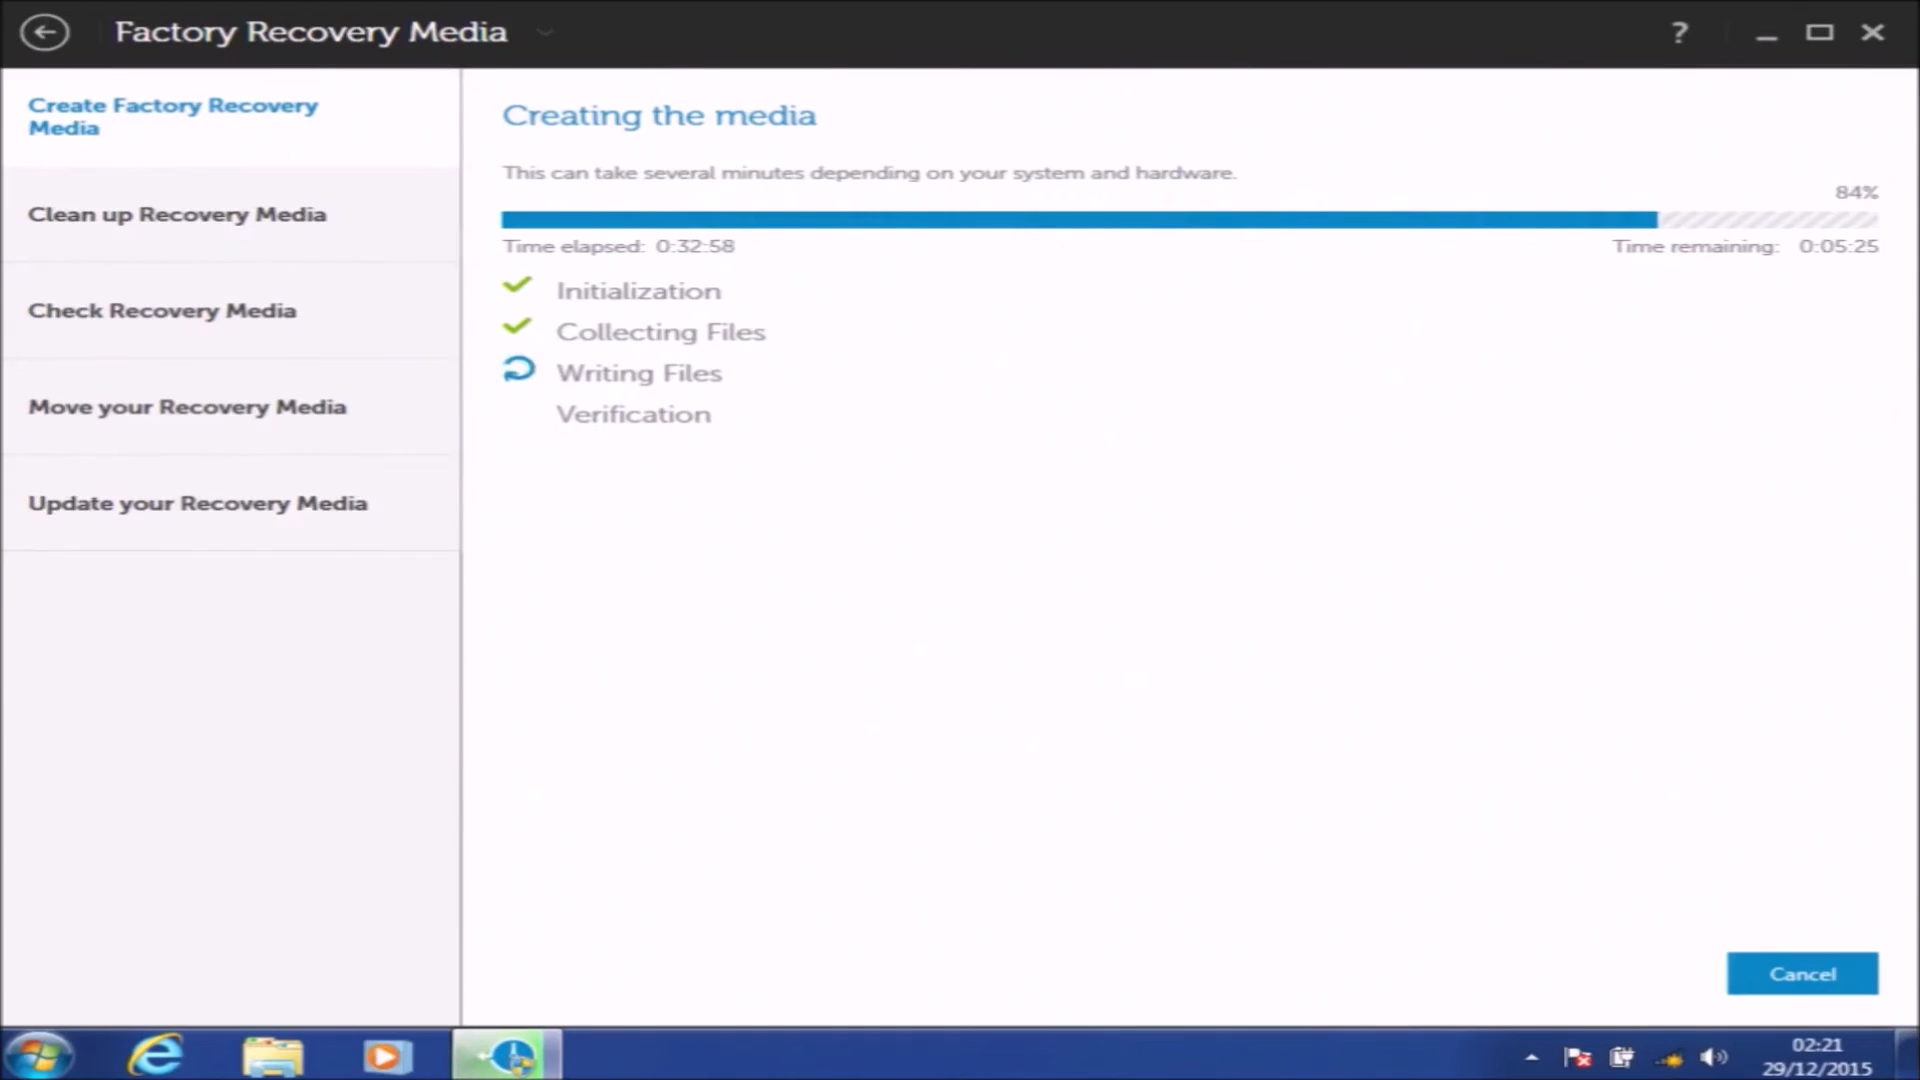 Factory Recovery Media
?
Create Factory Recovery
Media
Clean up Recovery Media
Check Recovery Media
Move your Recovery Media
Update your Recovery Media
Creating the media
This can take several minutes depending on your system and hardware.
84%
Time elapsed: 0:32:58
Time remaining: 0:05:25
Initialization
Collecting Files
Writing Files
Verification
Cancel
02:21
29/12/2015